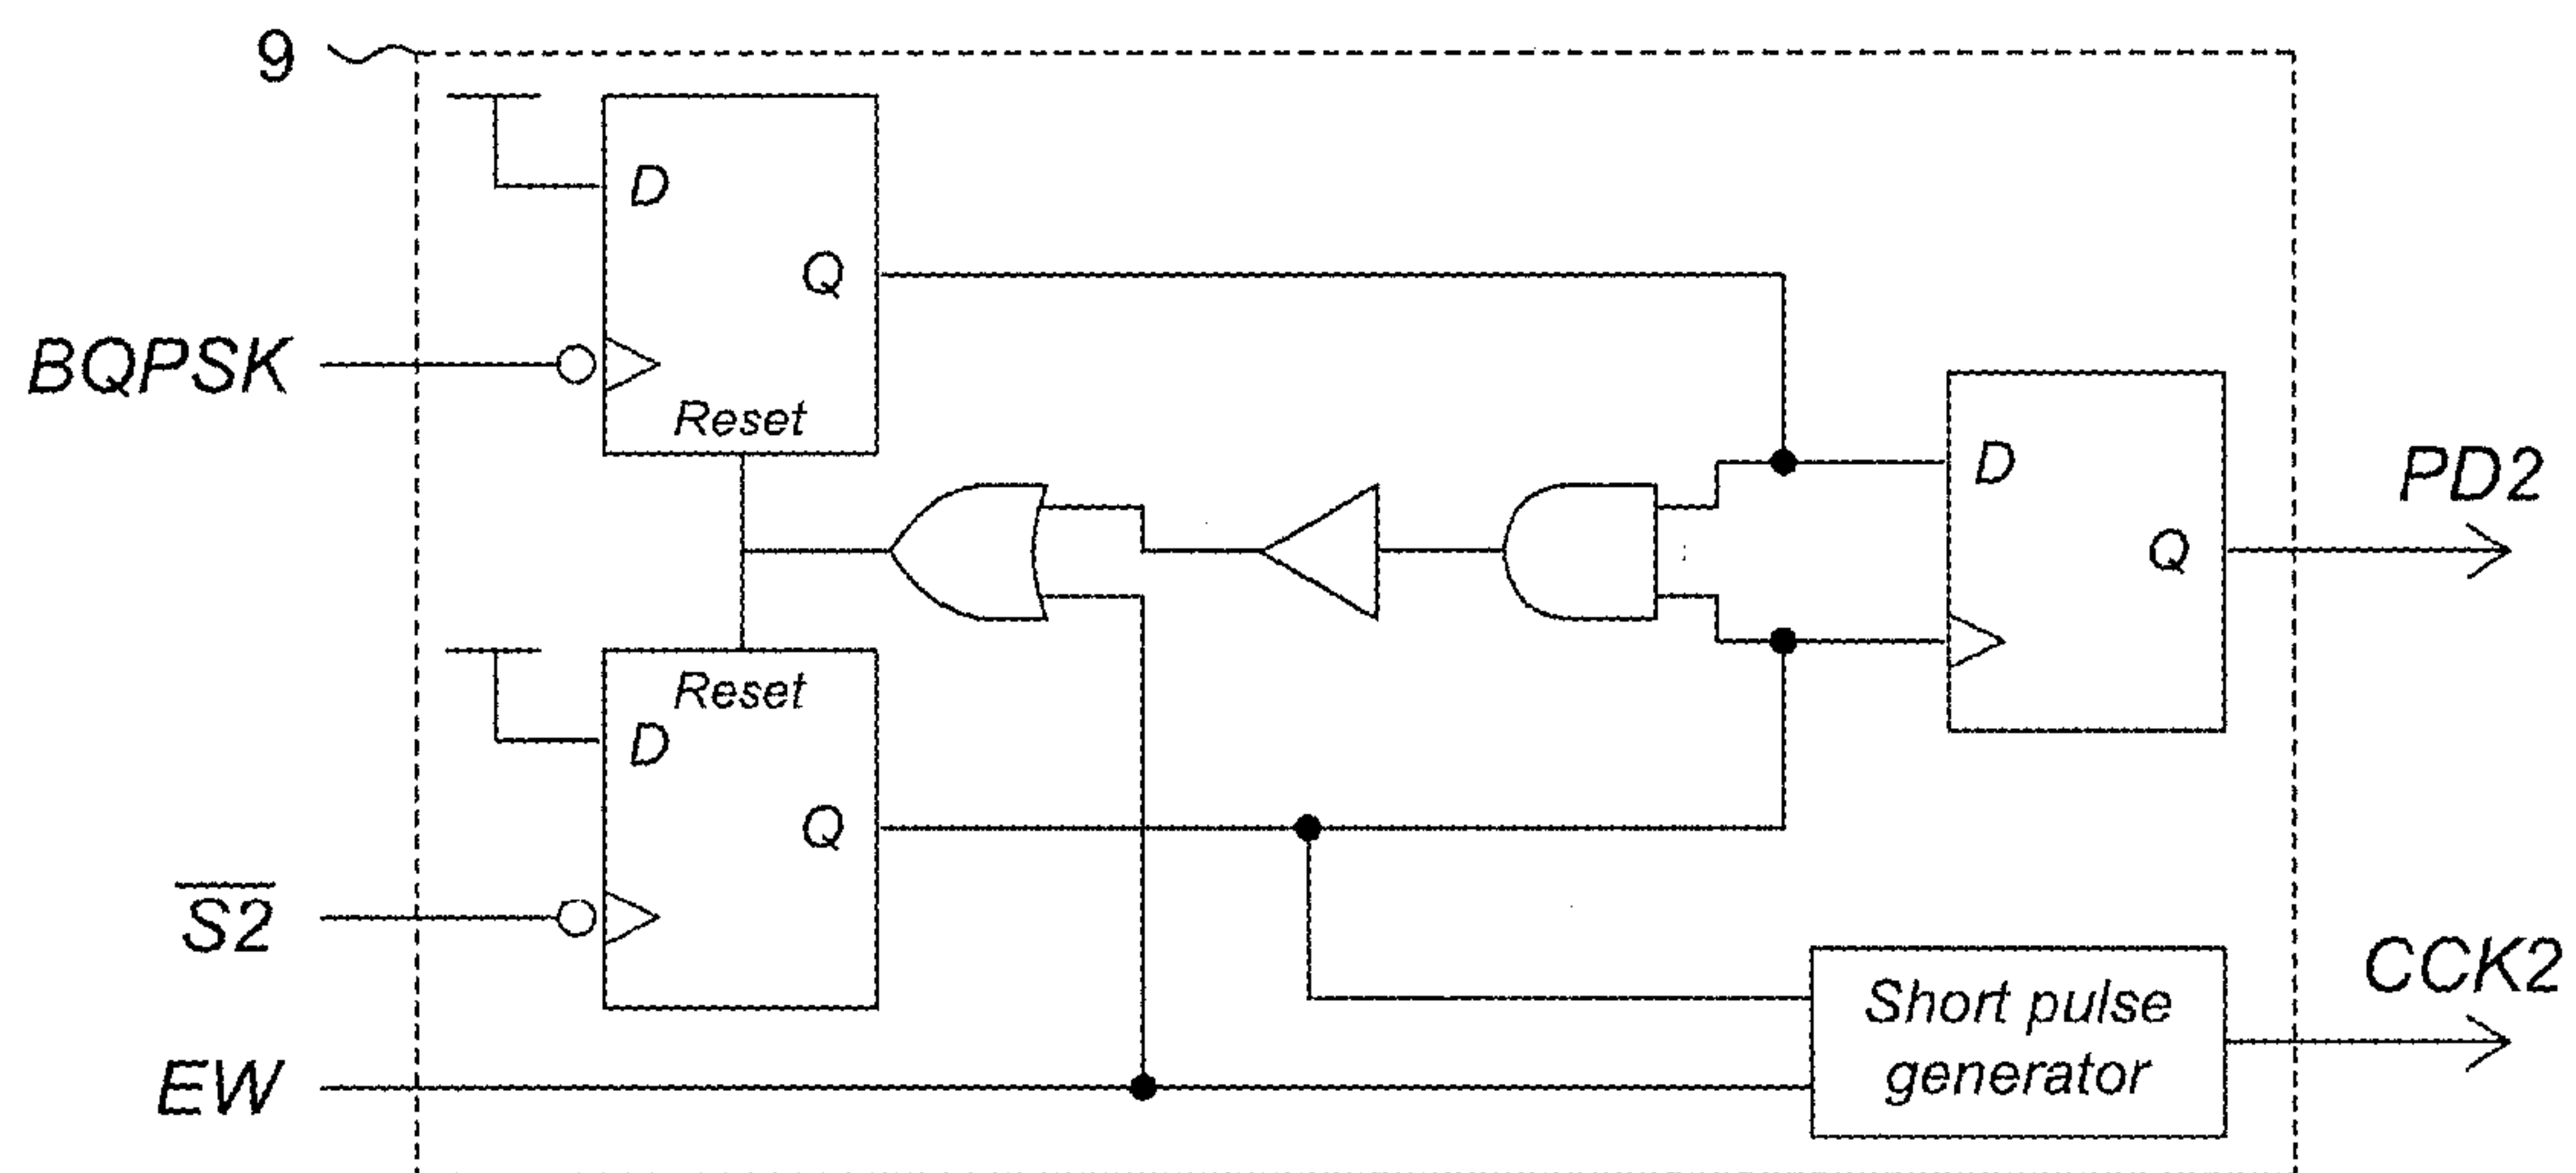 9
D
Q
BQPSK
Reset
D
Q
PD2
Reset
D
Q
S2̅
EW
Short pulse
generator
CCK2